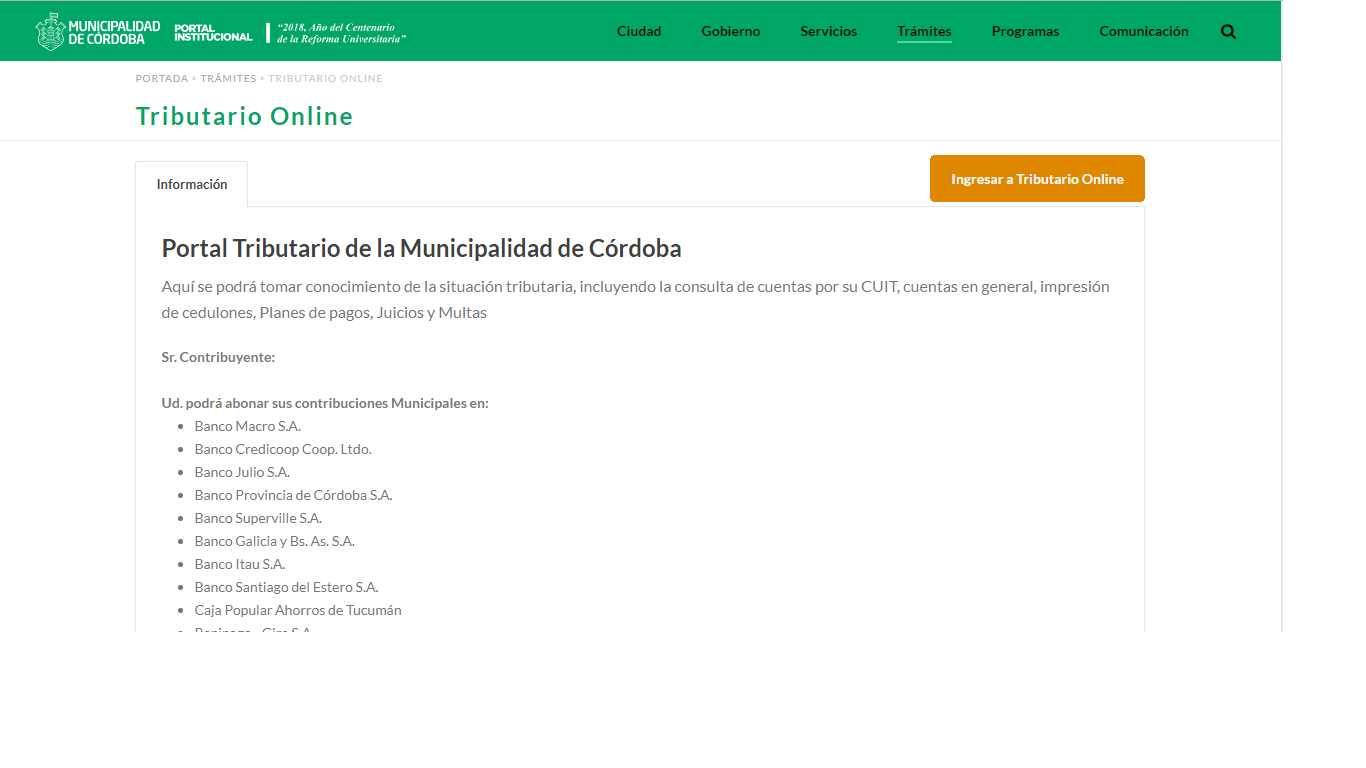 MUNICIPALIDAD
DE CÓRDOBA
PORTAL
INSTITUCIONAL
“2018, Año del Centenario
de la Reforma Universitaria”
Ciudad Gobierno Servicios Trámites Programas Comunicación
PORTADA » TRÁMITES » TRIBUTARIO ONLINE
Tributario Online
Información
Ingresar a Tributario Online
Portal Tributario de la Municipalidad de Córdoba
Aquí se podrá tomar conocimiento de la situación tributaria, incluyendo la consulta de cuentas por su CUIT, cuentas en general, impresión
de cedulones, Planes de pagos, Juicios y Multas
Sr. Contribuyente:
Ud. podrá abonar sus contribuciones Municipales en:
Banco Macro S.A.
Banco Credicoop Coop. Ltdo.
Banco Julio S.A.
Banco Provincia de Córdoba S.A.
Banco Superville S.A.
Banco Galicia y Bs. As. S.A.
Banco Itau S.A.
Banco Santiago del Estero S.A.
Caja Popular Ahorros de Tucumán